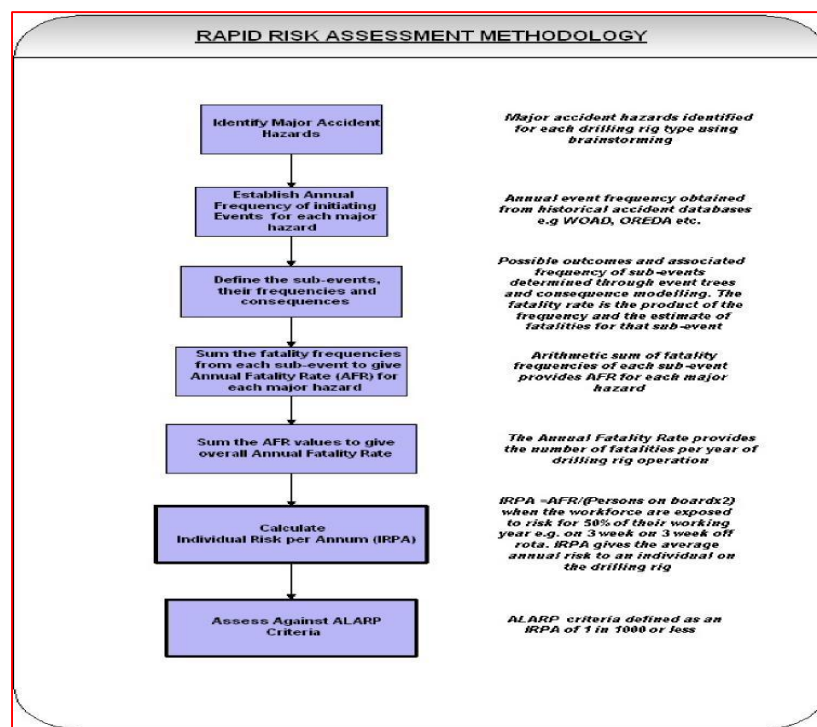 RAPID RISK ASSESSMENT METHODOLOGY
Identify Major Accident
Hazards
Major accident hazards identified
for each drilling rig type using
brainstorming
Establish Annual
Frequency of initiating
Events for each major
hazard
Annual event frequency obtained
from historical accident databases
e.g WOAD, OREDA etc.
Define the sub-events,
their frequencies and
consequences
Possible outcomes and associated
frequency of sub-events
determined through event trees
and consequence modelling. The
fatality rate is the product of the
frequency and the estimate of
fatalities for that sub-event
Sum the fatality frequencies
from each sub-event to give
Annual Fatality Rate (AFR) for
each major hazard
Arithmetic sum of fatality
frequencies of each sub-event
provides AFR for each major
hazard
Sum the AFR values to give
overall Annual Fatality Rate
The Annual Fatality Rate provides
the number of fatalities per year of
drilling rig operation
Calculate
Individual Risk per Annum (IRPA)
IRPA =AFR/(Persons on boardx2)
when the workforce are exposed
to risk for 50% of their working
year e.g. on 3 week on 3 week off
rota. IRPA gives the average
annual risk to an individual on
the drilling rig
Assess Against ALARP
Criteria
ALARP criteria defined as an
IRPA of 1 in 1000 or less